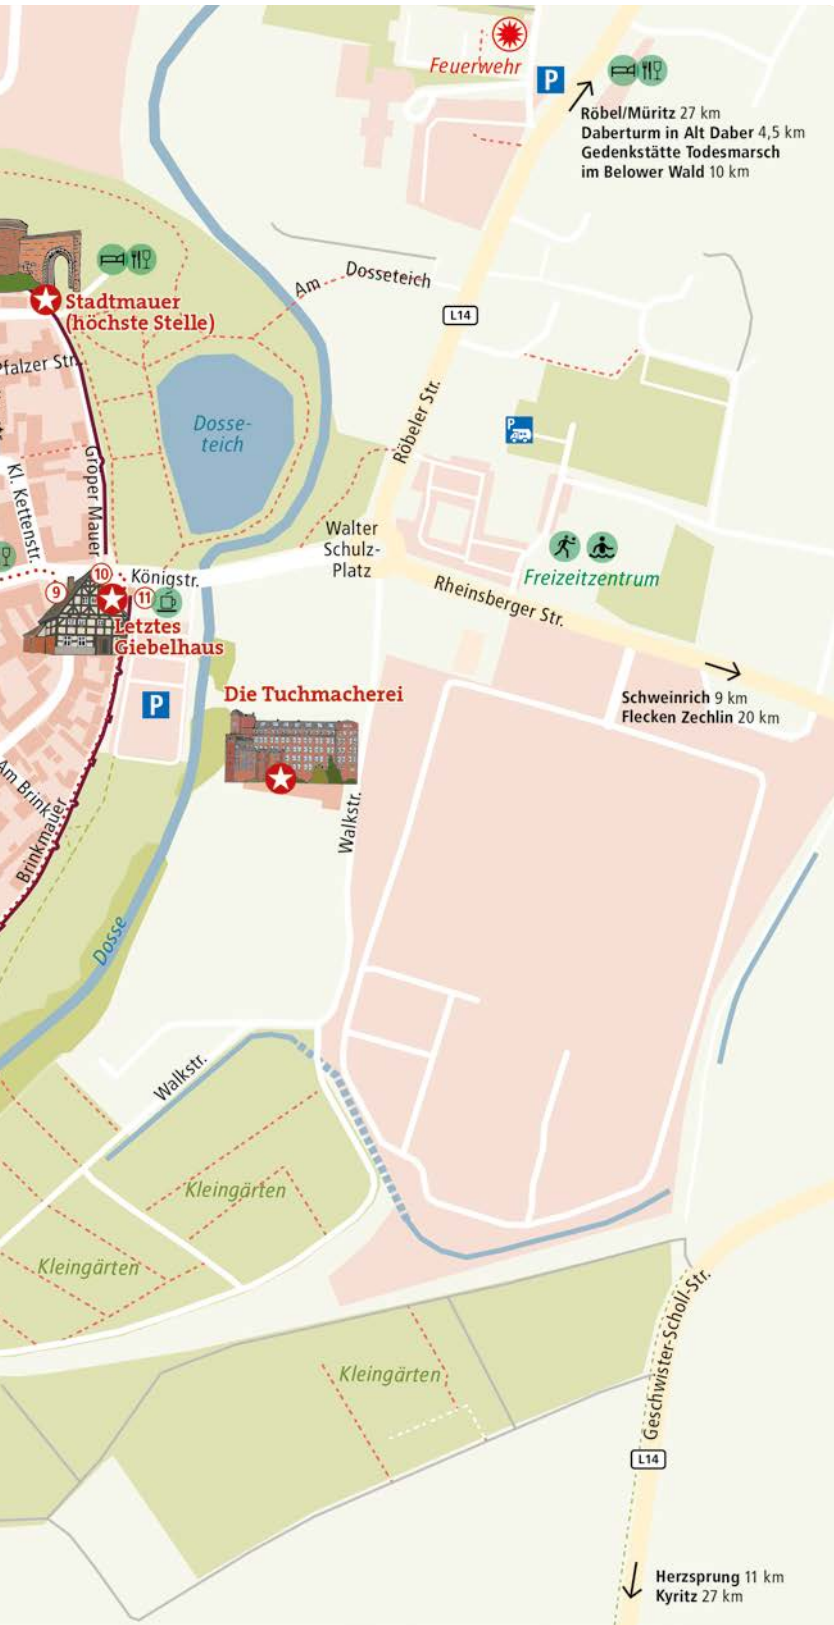 Feuerwehr
P
Röbel/Müritz 27 km
Daberturm in Alt Daber 4,5 km
Gedenkstätte Todesmarsch
im Belower Wald 10 km
Am Dosseteich
Stadtmauer
(höchste Stelle)
L14
Pfalzer Str.
Röbeler Str.
Dosse-
teich
P
Gröper Mauer
Kl. Kettenstr.
Walter
Schulz-
Platz
Königstr.
Freizeitzentrum
Rheinsberger Str.
9
10
11
Letztes
Giebelhaus
Die Tuchmacherei
P
Schweinrich 9 km
Flecken Zechlin 20 km
Am Brink
Brinkmauer
Walkstr.
Dosse
Walkstr.
Kleingärten
Kleingärten
Kleingärten
Geschwister-Scholl-Str.
L14
Herzsprung 11 km
Kyritz 27 km